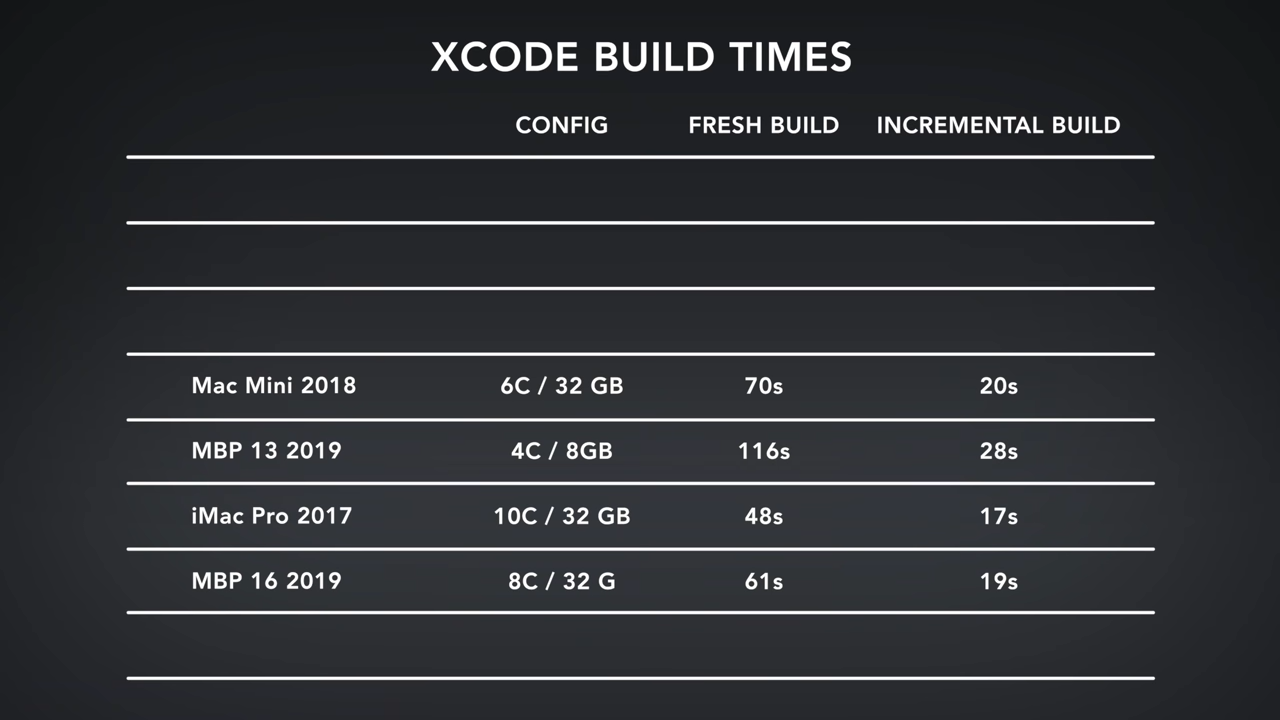 XCODE BUILD TIMES
CONFIG FRESH BUILD INCREMENTAL BUILD
Mac Mini 2018 6C / 32 GB 70s 20s
MBP 13 2019 4C / 8GB 116s 28s
iMac Pro 2017 10C / 32 GB 48s 17s
MBP 16 2019 8C / 32 G 61s 19s